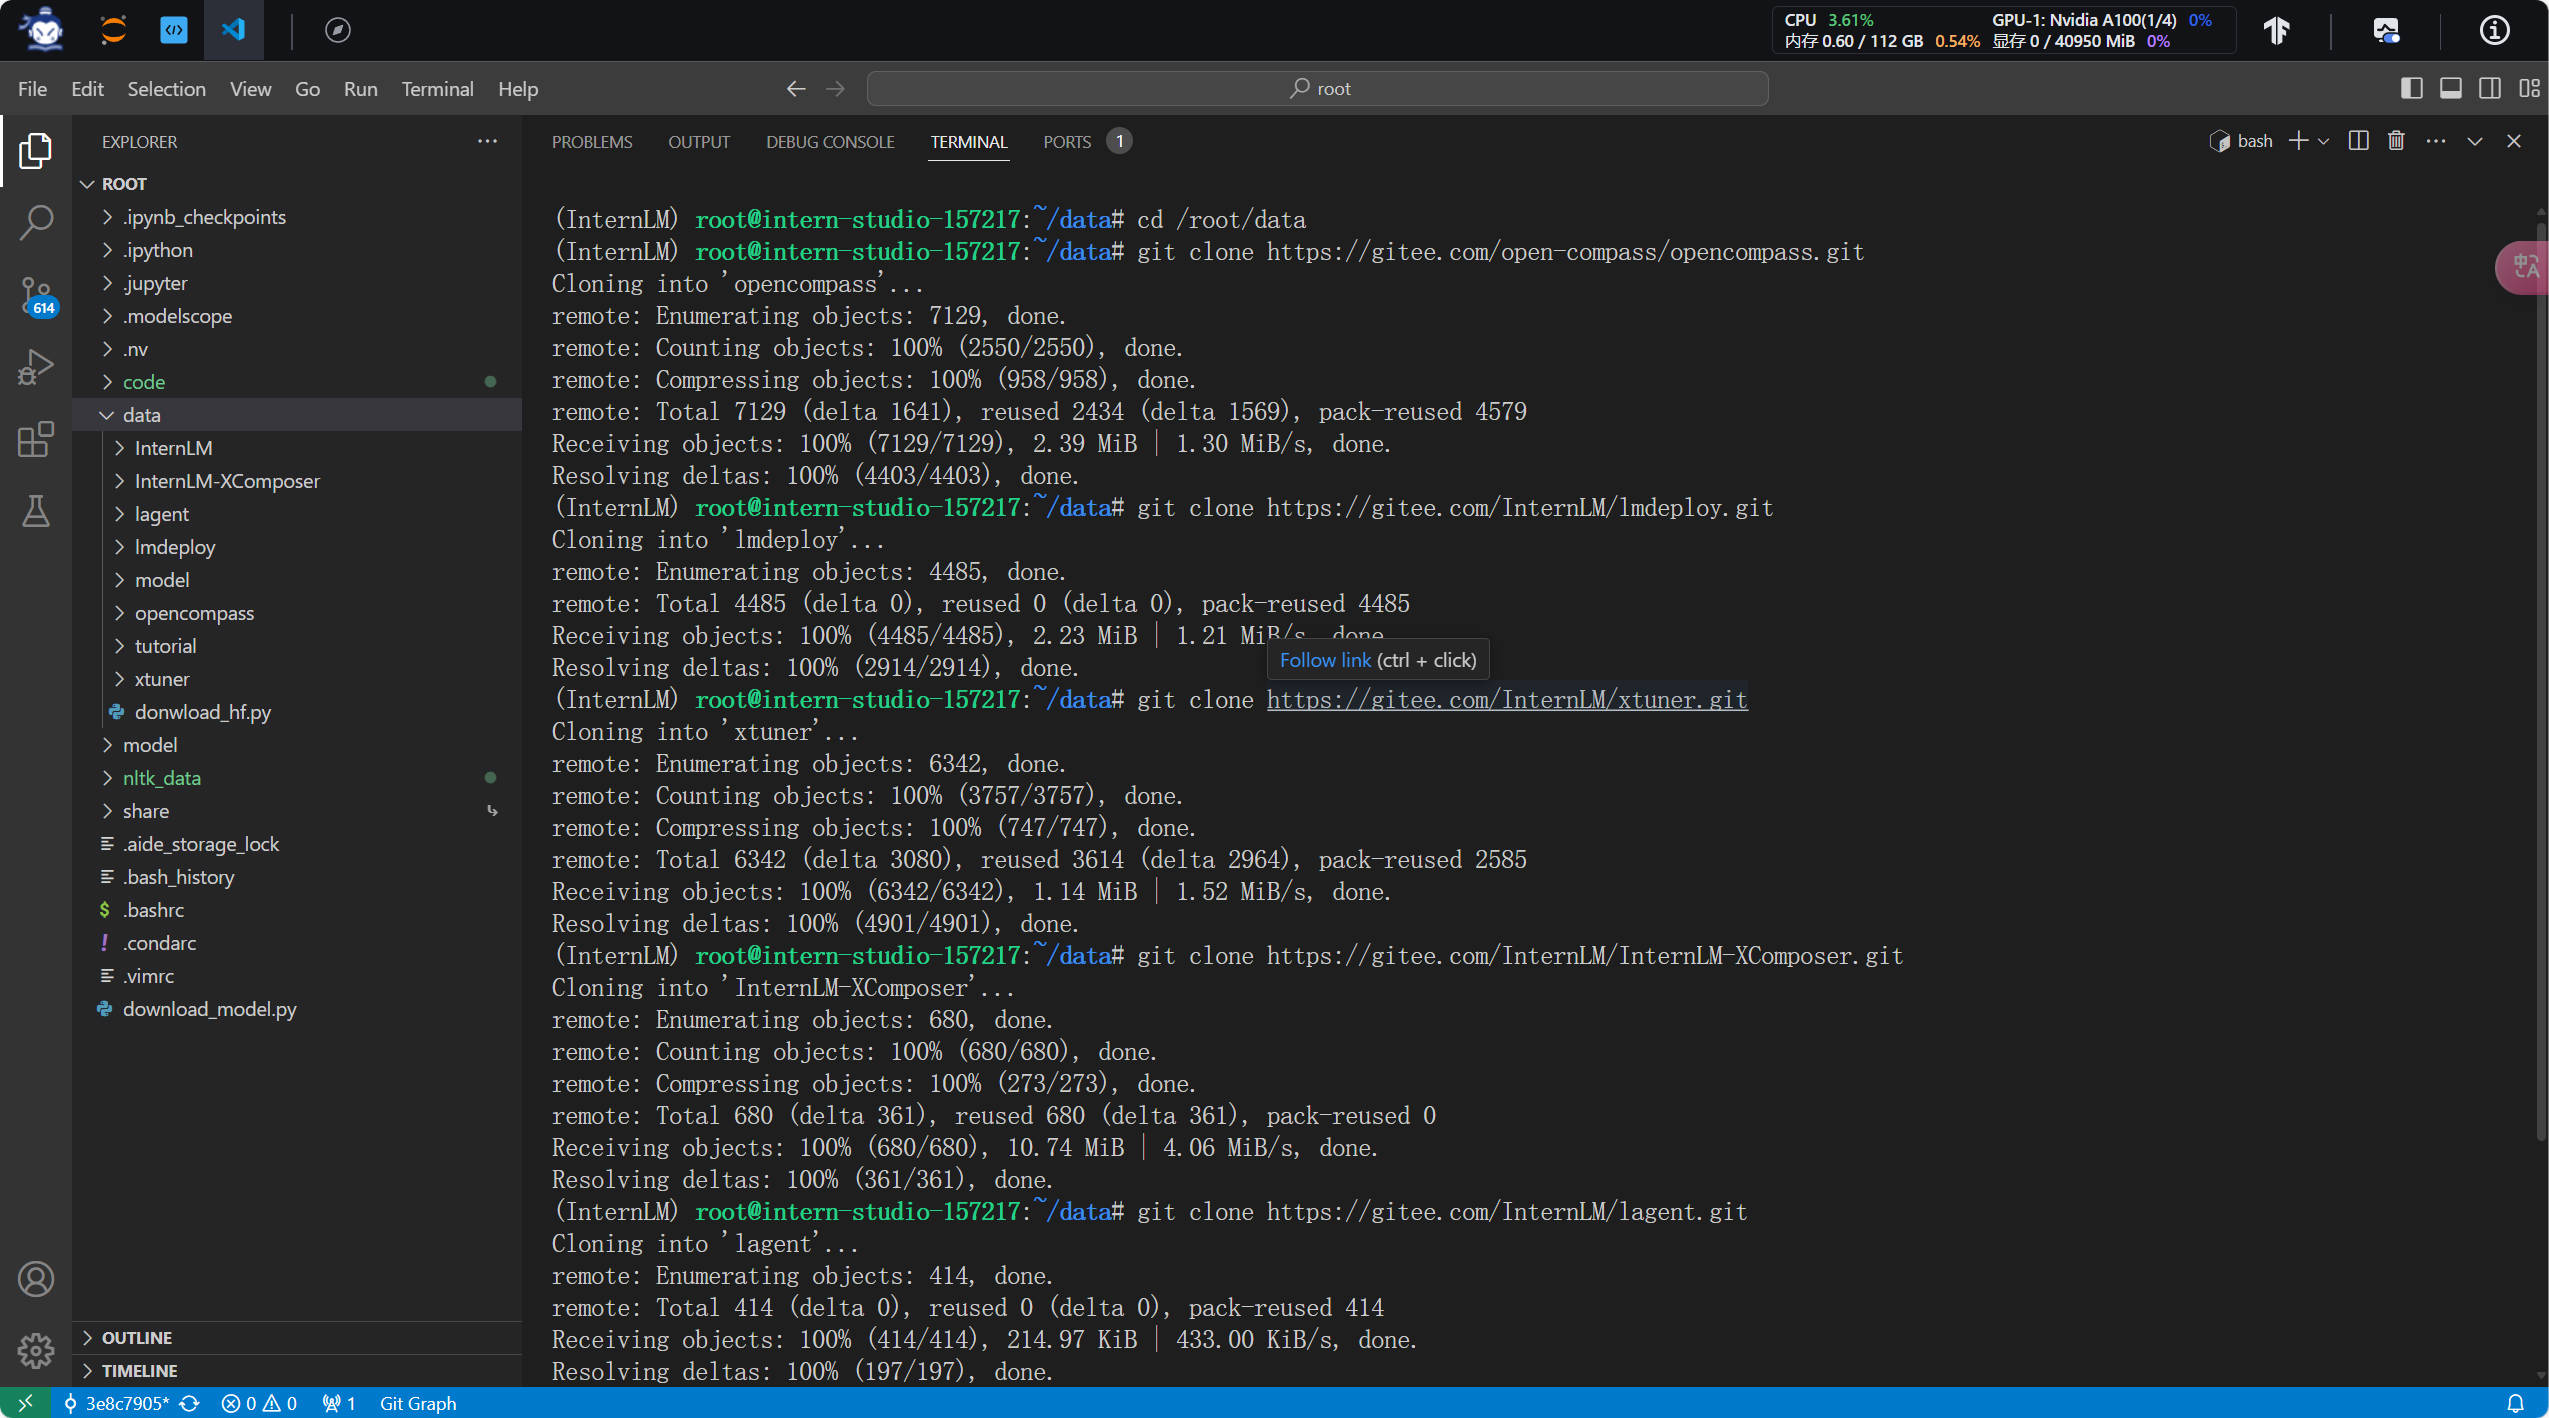 CPU 3.61% GPU-1: Nvidia A100(1/4) 0%
内存 0.60 / 112 GB 0.54% 显存 0 / 40950 MiB 0%
File Edit Selection View Go Run Terminal Help
root
EXPLORER
ROOT
.ipynb_checkpoints
.ipython
.jupyter
.modelscope
.nv
code
data
InternLM
InternLM-XComposer
lagent
lmdeploy
model
opencompass
tutorial
xtuner
donwload_hf.py
model
nltk_data
share
.aide_storage_lock
.bash_history
.bashrc
.condarc
.vimrc
download_model.py
OUTLINE
TIMELINE
614
PROBLEMS OUTPUT DEBUG CONSOLE TERMINAL PORTS 1
bash
(InternLM) root@intern-studio-157217:~/data# cd /root/data
(InternLM) root@intern-studio-157217:~/data# git clone https://gitee.com/open-compass/opencompass.git
Cloning into 'opencompass'...
remote: Enumerating objects: 7129, done.
remote: Counting objects: 100% (2550/2550), done.
remote: Compressing objects: 100% (958/958), done.
remote: Total 7129 (delta 1641), reused 2434 (delta 1569), pack-reused 4579
Receiving objects: 100% (7129/7129), 2.39 MiB | 1.30 MiB/s, done.
Resolving deltas: 100% (4403/4403), done.
(InternLM) root@intern-studio-157217:~/data# git clone https://gitee.com/InternLM/lmdeploy.git
Cloning into 'lmdeploy'...
remote: Enumerating objects: 4485, done.
remote: Total 4485 (delta 0), reused 0 (delta 0), pack-reused 4485
Receiving objects: 100% (4485/4485), 2.23 MiB | 1.21 MiB/s, done.
Follow link (ctrl + click)
Resolving deltas: 100% (2914/2914), done.
(InternLM) root@intern-studio-157217:~/data# git clone https://gitee.com/InternLM/xtuner.git
Cloning into 'xtuner'...
remote: Enumerating objects: 6342, done.
remote: Counting objects: 100% (3757/3757), done.
remote: Compressing objects: 100% (747/747), done.
remote: Total 6342 (delta 3080), reused 3614 (delta 2964), pack-reused 2585
Receiving objects: 100% (6342/6342), 1.14 MiB | 1.52 MiB/s, done.
Resolving deltas: 100% (4901/4901), done.
(InternLM) root@intern-studio-157217:~/data# git clone https://gitee.com/InternLM/InternLM-XComposer.git
Cloning into 'InternLM-XComposer'...
remote: Enumerating objects: 680, done.
remote: Counting objects: 100% (680/680), done.
remote: Compressing objects: 100% (273/273), done.
remote: Total 680 (delta 361), reused 680 (delta 361), pack-reused 0
Receiving objects: 100% (680/680), 10.74 MiB | 4.06 MiB/s, done.
Resolving deltas: 100% (361/361), done.
(InternLM) root@intern-studio-157217:~/data# git clone https://gitee.com/InternLM/lagent.git
Cloning into 'lagent'...
remote: Enumerating objects: 414, done.
remote: Total 414 (delta 0), reused 0 (delta 0), pack-reused 414
Receiving objects: 100% (414/414), 214.97 KiB | 433.00 KiB/s, done.
Resolving deltas: 100% (197/197), done.
3e8c7905* 0 0 1 Git Graph